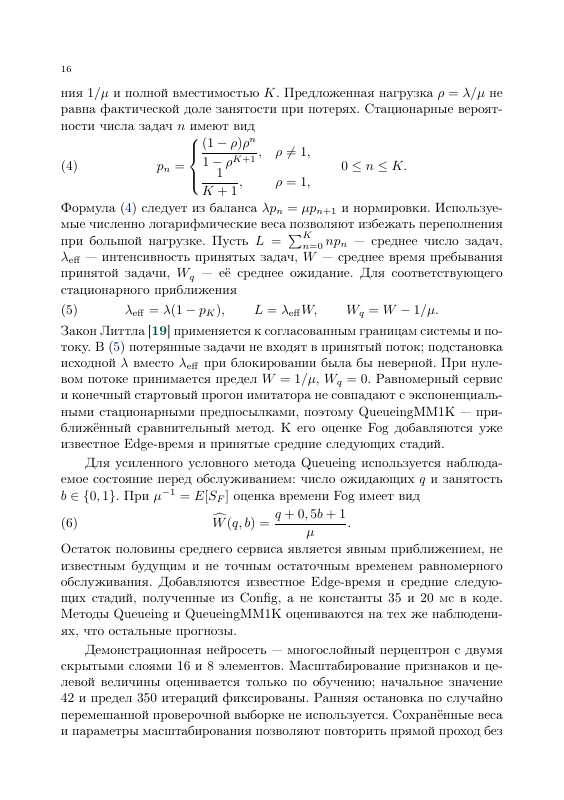 16
ния 1/μ и полной вместимостью K. Предложенная нагрузка ρ = λ/μ не
равна фактической доле занятости при потерях. Стационарные вероят-
ности числа задач n имеют вид
(4) p_n = { (1 − ρ)ρ^n / (1 − ρ^{K+1}), ρ ≠ 1, 1 / (K + 1), ρ = 1, 0 ≤ n ≤ K.
Формула (4) следует из баланса λp_n = μp_{n+1} и нормировки. Используе-
мые численно логарифмические веса позволяют избежать переполнения
при большой нагрузке. Пусть L = ∑_{n=0}^{K} np_n — среднее число задач,
λ_eff — интенсивность принятых задач, W — среднее время пребывания
принятой задачи, W_q — её среднее ожидание. Для соответствующего
стационарного приближения
(5) λ_eff = λ(1 − p_K), L = λ_eff W, W_q = W − 1/μ.
Закон Литтла [19] применяется к согласованным границам системы и по-
току. В (5) потерянные задачи не входят в принятый поток; подстановка
исходной λ вместо λ_eff при блокировании была бы неверной. При нуле-
вом потоке принимается предел W = 1/μ, W_q = 0. Равномерный сервис
и конечный стартовый прогон имитатора не совпадают с экспоненциаль-
ными стационарными предпосылками, поэтому QueueingMM1K — при-
ближённый сравнительный метод. К его оценке Fog добавляются уже
известное Edge-время и принятые средние следующих стадий.
Для усиленного условного метода Queueing используется наблюда-
емое состояние перед обслуживанием: число ожидающих q и занятость
b ∈ {0, 1}. При μ^{−1} = E[S_F] оценка времени Fog имеет вид
(6) Ŵ(q, b) = (q + 0,5b + 1) / μ.
Остаток половины среднего сервиса является явным приближением, не
известным будущим и не точным остаточным временем равномерного
обслуживания. Добавляются известное Edge-время и средние следую-
щих стадий, полученные из Config, а не константы 35 и 20 мс в коде.
Методы Queueing и QueueingMM1K оцениваются на тех же наблюдени-
ях, что остальные прогнозы.
Демонстрационная нейросеть — многослойный перцептрон с двумя
скрытыми слоями 16 и 8 элементов. Масштабирование признаков и це-
левой величины оценивается только по обучению; начальное значение
42 и предел 350 итераций фиксированы. Ранняя остановка по случайно
перемешанной проверочной выборке не используется. Сохранённые веса
и параметры масштабирования позволяют повторить прямой проход без